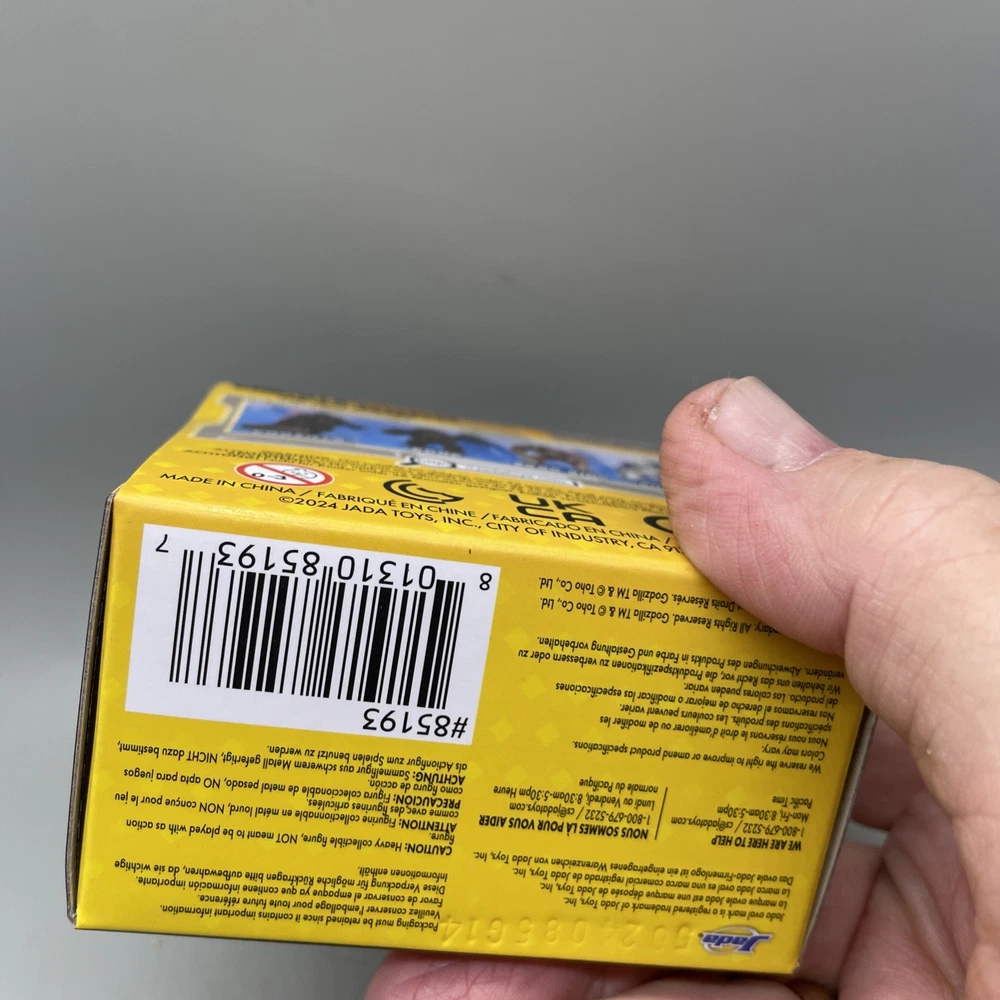 0-3
MADE IN CHINA / FABRIQUÉ EN CHINE / FABRICADO EN CHINA /
©2024 JADA TOYS, INC., CITY OF INDUSTRY, CA
UK
CA
Jada
5024085614
Jada oval mark is a registered trademark of Jada Toys, Inc.
La marque ovale Jada est une marque déposée de Jada Toys, Inc.
La marca Jada oval es una marca comercial registrada de Jada Toys, Inc.
Das ovale Jada-Firmenlogo ist ein eingetragenes Warenzeichen von Jada Toys, Inc.
WE ARE HERE TO HELP
1-800-679-5232 / cr@jadatoys.com
Mon-Fri, 8:30am-5:30pm
Pacific Time
NOUS SOMMES LÀ POUR VOUS AIDER
1-800-679-5232 / cr@jadatoys.com
Lundi au Vendredi, 8:30am-5:30pm Heure
normale du Pacifique
We reserve the right to improve or amend product specifications.
Colors may vary.
Nous nous réservons le droit d'améliorer ou de modifier les
spécifications des produits. Les couleurs peuvent varier.
Nos reservamos el derecho de mejorar o modificar las especificaciones
del producto. Los colores pueden variar.
Wir behalten uns das Recht vor, die Produktspezifikationen zu verbessern oder zu
verändern. Abweichungen des Produkts in Farbe und Gestaltung vorbehalten.
All Rights Reserved. Godzilla TM & © Toho Co., Ltd.
Droits Réservés. Godzilla TM & © Toho Co., Ltd.
Packaging must be retained since it contains important information.
Veuillez conserver l'emballage pour toute future référence.
Favor de conservar el empaque ya que contiene información importante.
Diese Verpackung für mögliche Rückfragen bitte aufbewahren, da sie wichtige
Informationen enthält.
CAUTION: Heavy collectible figure, NOT meant to be played with as action
figure.
ATTENTION: Figurine collectionnable en métal lourd, NON conçue pour le jeu
comme avec des figurines articulées.
PRECAUCIÓN: Figura coleccionable de metal pesado, NO apta para juegos
como figura de acción.
ACHTUNG: Sammelfigur aus schwerem Metall gefertigt, NICHT dazu bestimmt,
als Actionfigur zum Spielen benutzt zu werden.
#85193
8 01310 85193 7